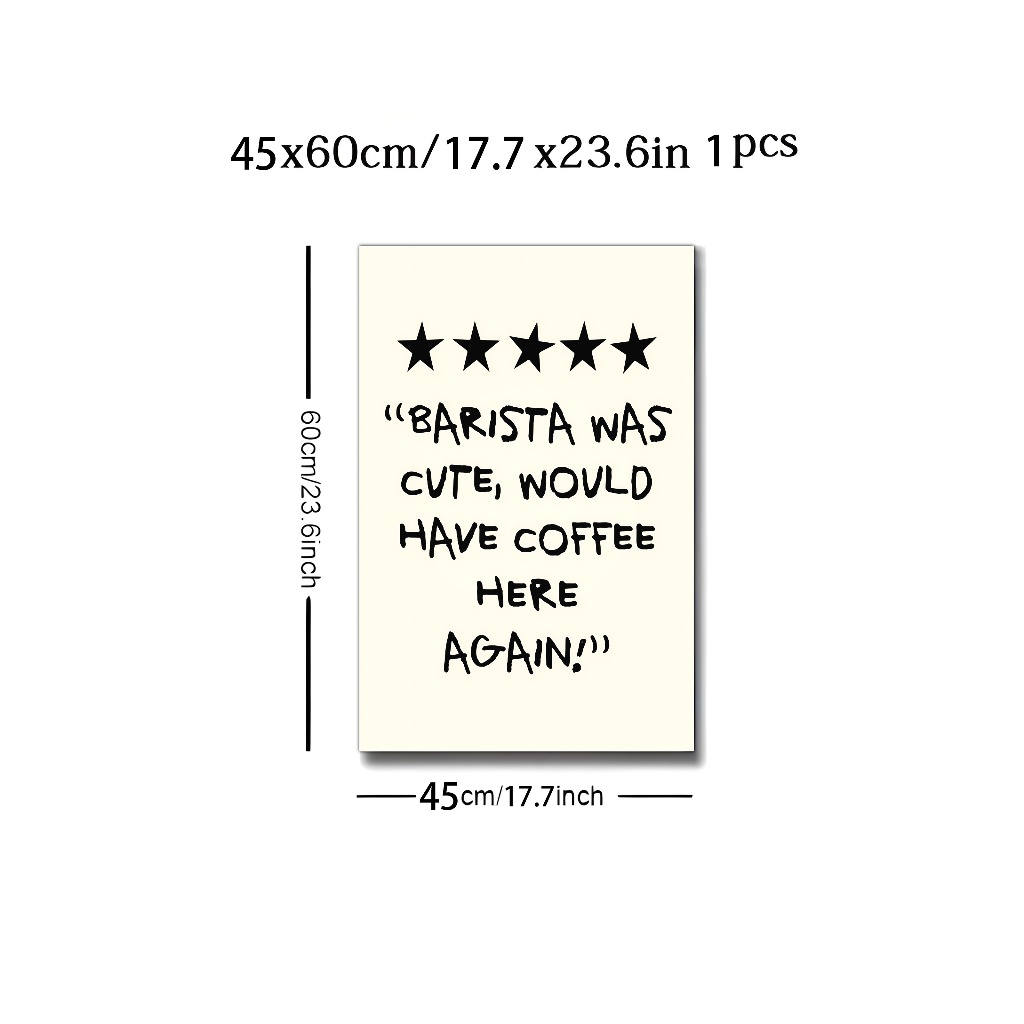 45x60cm/17.7 x23.6in 1pcs
60cm/23.6inch
“BARISTA WAS
CUTE, WOULD
HAVE COFFEE
HERE
AGAIN!”
45cm/17.7inch